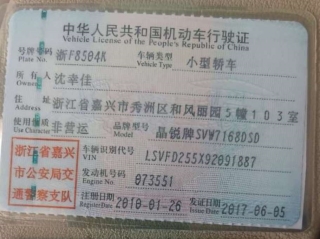 中华人民共和国机动车行驶证
Vehicle License of the People's Republic of China
号牌号码 浙F8504R 车辆类型 小型轿车
Plate No. Vehicle Type
所有人 沈幸佳
Owner
住址 浙江省嘉兴市秀洲区和风丽园5幢103室
Address
使用性质 非营运 品牌型号 晶锐牌SVW7168DSD
Use Character Model
浙江省嘉兴市公安局交通警察支队
车辆识别代号 LSVFD255X92091887
VIN
发动机号码 073551
Engine No.
注册日期 2010-01-26 发证日期 2017-06-05
Register Date Issue Date